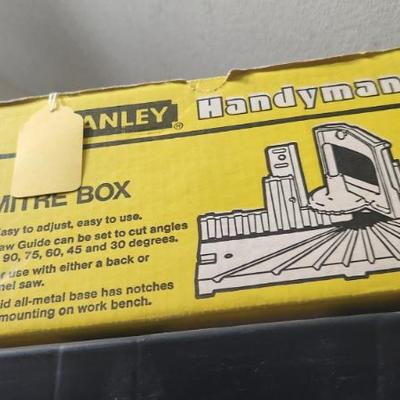 ANLEY® Handyman
MITRE BOX
asy to adjust, easy to use.
aw Guide can be set to cut angles
90, 75, 60, 45 and 30 degrees.
r use with either a back or
nel saw.
id all-metal base has notches
mounting on work bench.